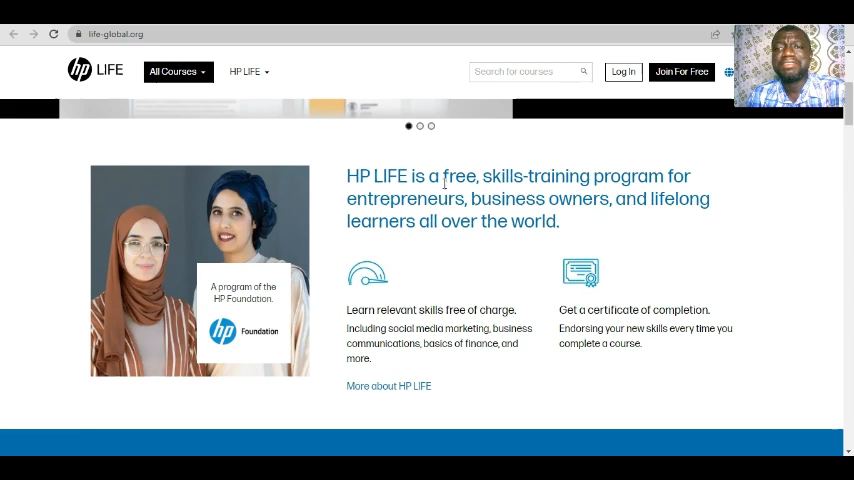 life-global.org
hp LIFE
All Courses
HP LIFE
Search for courses
Log In
Join For Free
HP LIFE is a free, skills-training program for
entrepreneurs, business owners, and lifelong
learners all over the world.
A program of the
HP Foundation.
hp Foundation
Learn relevant skills free of charge.
Including social media marketing, business
communications, basics of finance, and
more.
More about HP LIFE
Get a certificate of completion.
Endorsing your new skills every time you
complete a course.